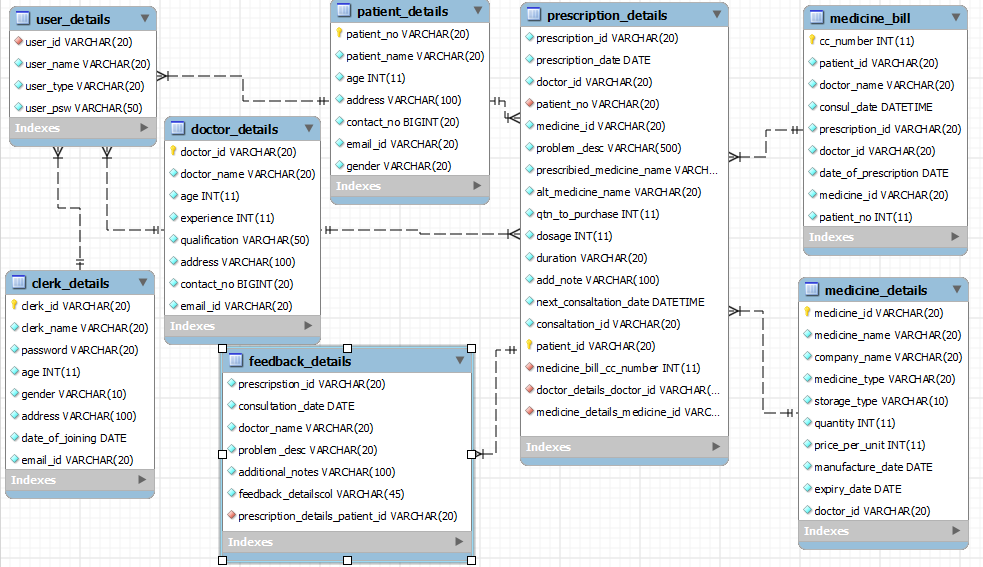 user_details
user_id VARCHAR(20)
user_name VARCHAR(20)
user_type VARCHAR(20)
user_psw VARCHAR(50)
Indexes
patient_details
patient_no VARCHAR(20)
patient_name VARCHAR(20)
age INT(11)
address VARCHAR(100)
contact_no BIGINT(20)
email_id VARCHAR(20)
gender VARCHAR(20)
Indexes
prescription_details
prescription_id VARCHAR(20)
prescription_date DATE
doctor_id VARCHAR(20)
patient_no VARCHAR(20)
medicine_id VARCHAR(20)
problem_desc VARCHAR(500)
prescribied_medicine_name VARCH...
alt_medicine_name VARCHAR(20)
qtn_to_purchase INT(11)
dosage INT(11)
duration VARCHAR(20)
add_note VARCHAR(100)
next_consaltation_date DATETIME
consaltation_id VARCHAR(20)
patient_id VARCHAR(20)
medicine_bill_cc_number INT(11)
doctor_details_doctor_id VARCHAR(...
medicine_details_medicine_id VARC...
Indexes
medicine_bill
cc_number INT(11)
patient_id VARCHAR(20)
doctor_name VARCHAR(20)
consul_date DATETIME
prescription_id VARCHAR(20)
doctor_id VARCHAR(20)
date_of_prescription DATE
medicine_id VARCHAR(20)
patient_no INT(11)
Indexes
doctor_details
doctor_id VARCHAR(20)
doctor_name VARCHAR(20)
age INT(11)
experience INT(11)
qualification VARCHAR(50)
address VARCHAR(100)
contact_no BIGINT(20)
email_id VARCHAR(20)
Indexes
clerk_details
clerk_id VARCHAR(20)
clerk_name VARCHAR(20)
password VARCHAR(20)
age INT(11)
gender VARCHAR(10)
address VARCHAR(100)
date_of_joining DATE
email_id VARCHAR(20)
Indexes
feedback_details
prescripstion_id VARCHAR(20)
consultation_date DATE
doctor_name VARCHAR(20)
problem_desc VARCHAR(20)
additional_notes VARCHAR(100)
feedback_detailscol VARCHAR(45)
prescription_details_patient_id VARCHAR(20)
Indexes
medicine_details
medicine_id VARCHAR(20)
medicine_name VARCHAR(20)
company_name VARCHAR(20)
medicine_type VARCHAR(20)
storage_type VARCHAR(10)
quantity INT(11)
price_per_unit INT(11)
manufacture_date DATE
expiry_date DATE
doctor_id VARCHAR(20)
Indexes